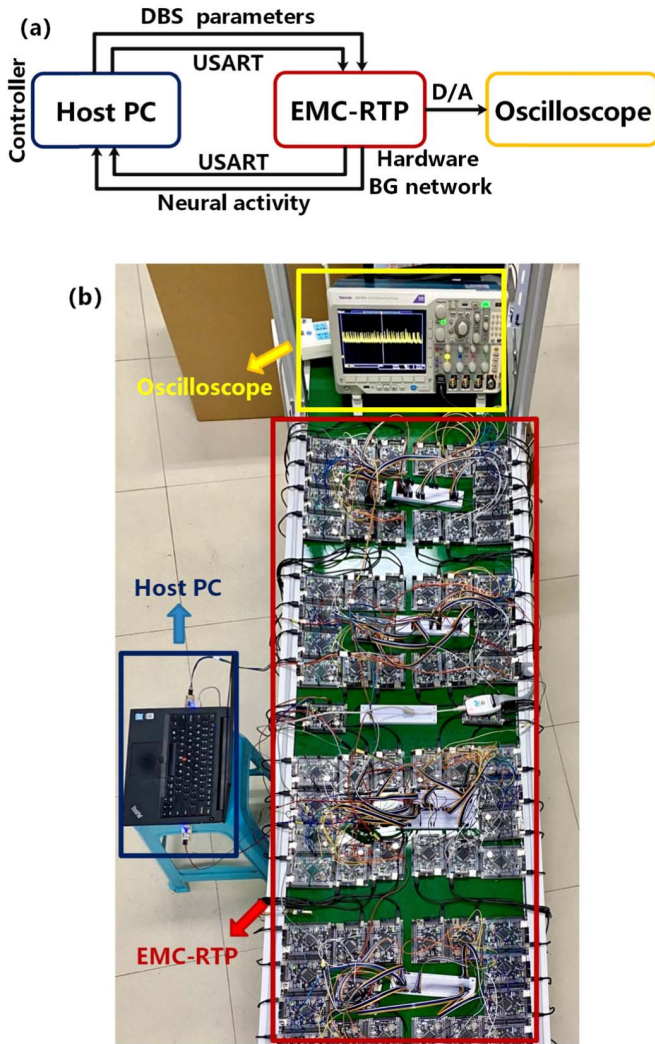 (a)
DBS parameters
USART
Controller
Host PC
EMC-RTP
D/A
Oscilloscope
USART
Hardware
BG network
Neural activity
(b)
Tektronix
Oscilloscope
Host PC
EMC-RTP